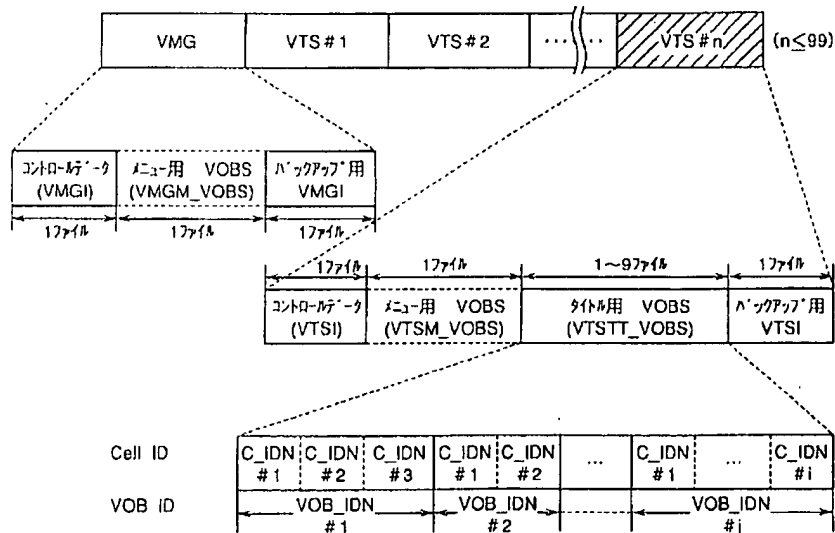 VMG VTS#1 VTS#2 ..... VTS#n (n≤99)
コントロールデータ メニュー用 VOBS バックアップ用
(VMGI) (VMGM_VOBS) VMGI
1ファイル 1ファイル 1ファイル
1ファイル 1ファイル 1〜9ファイル 1ファイル
コントロールデータ メニュー用 VOBS タイトル用 VOBS バックアップ用
(VTSI) (VTSM_VOBS) (VTSTT_VOBS) VTSI
Cell ID C_IDN C_IDN C_IDN C_IDN C_IDN ... C_IDN ... C_IDN
#1 #2 #3 #1 #2 #1 #i
VOB ID VOB_IDN VOB_IDN VOB_IDN
#1 #2 #j